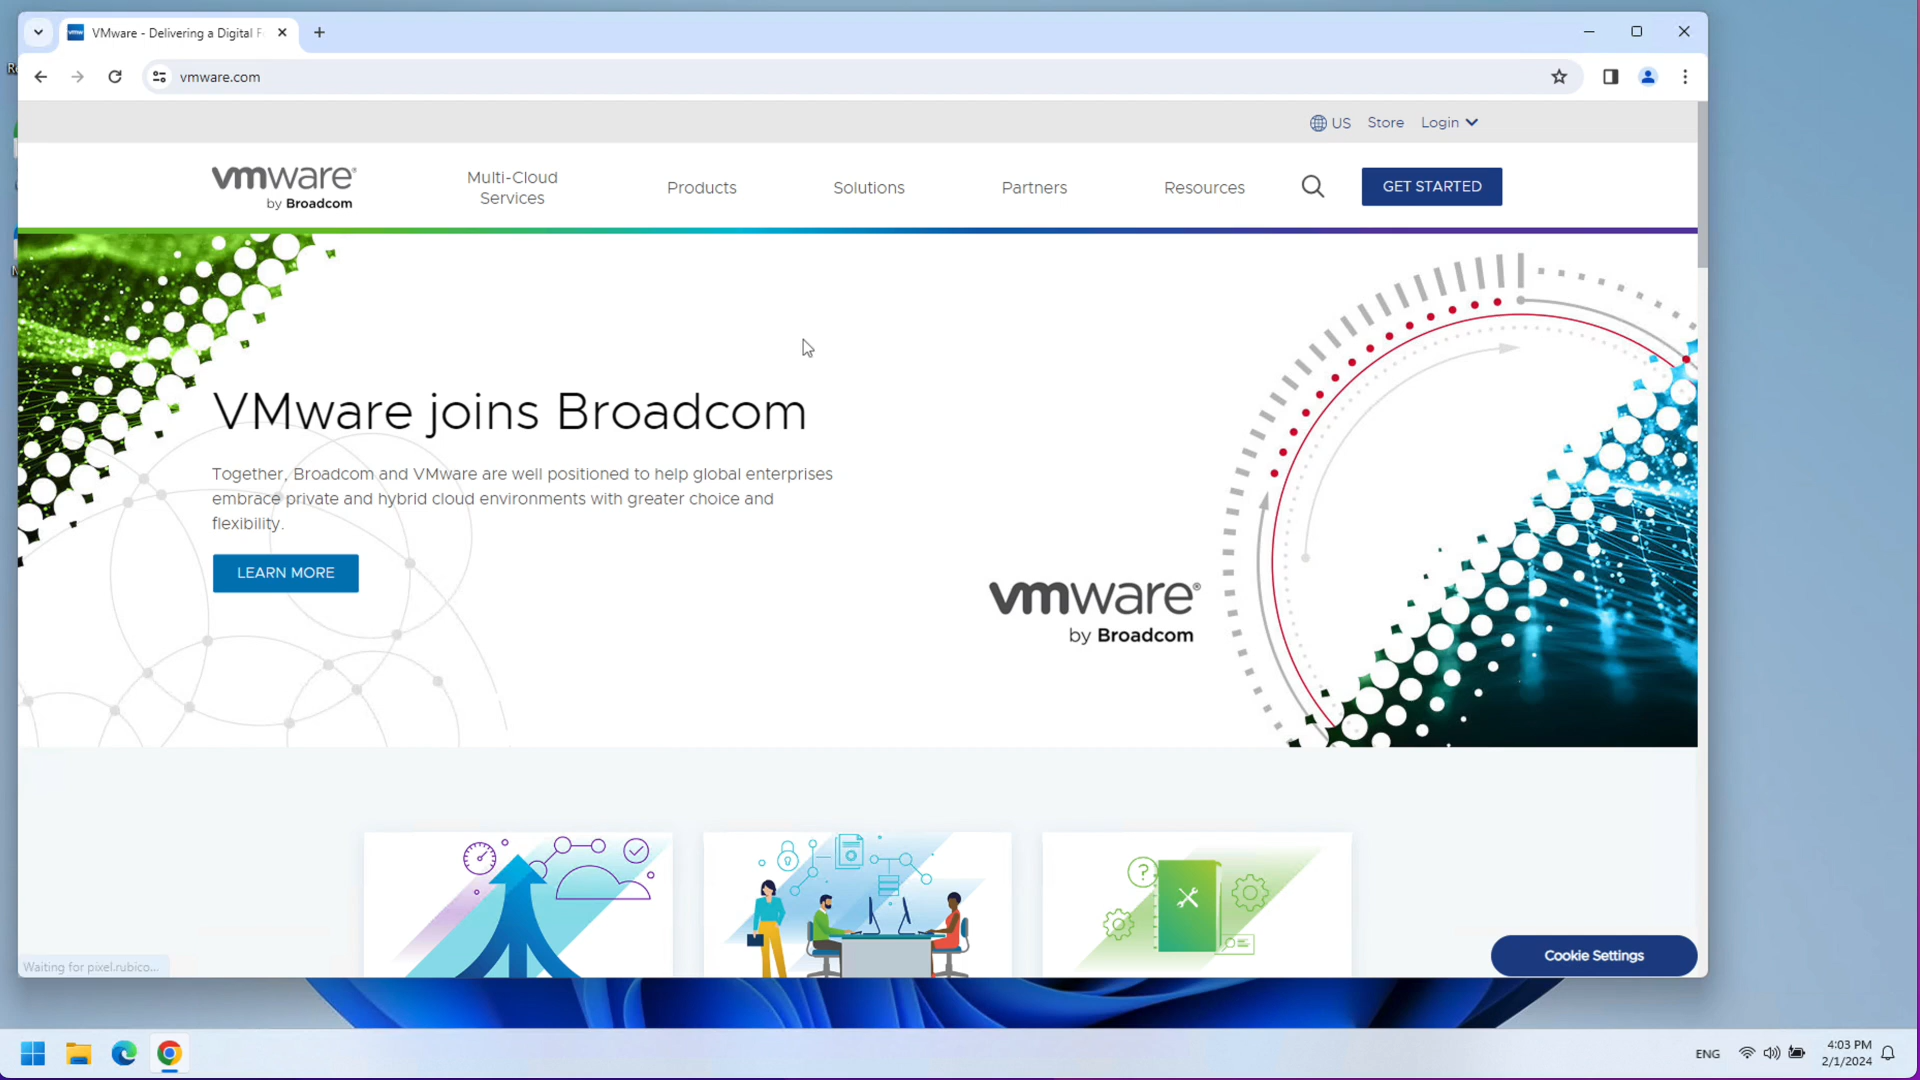 VMware - Delivering a Digital F
vmware.com
US Store Login
vmware®
by Broadcom
Multi-Cloud
Services
Products
Solutions
Partners
Resources
GET STARTED
VMware joins Broadcom
Together, Broadcom and VMware are well positioned to help global enterprises
embrace private and hybrid cloud environments with greater choice and
flexibility.
LEARN MORE
vmware®
by Broadcom
Cookie Settings
Waiting for pixel.rubico...
ENG
4:03 PM
2/1/2024